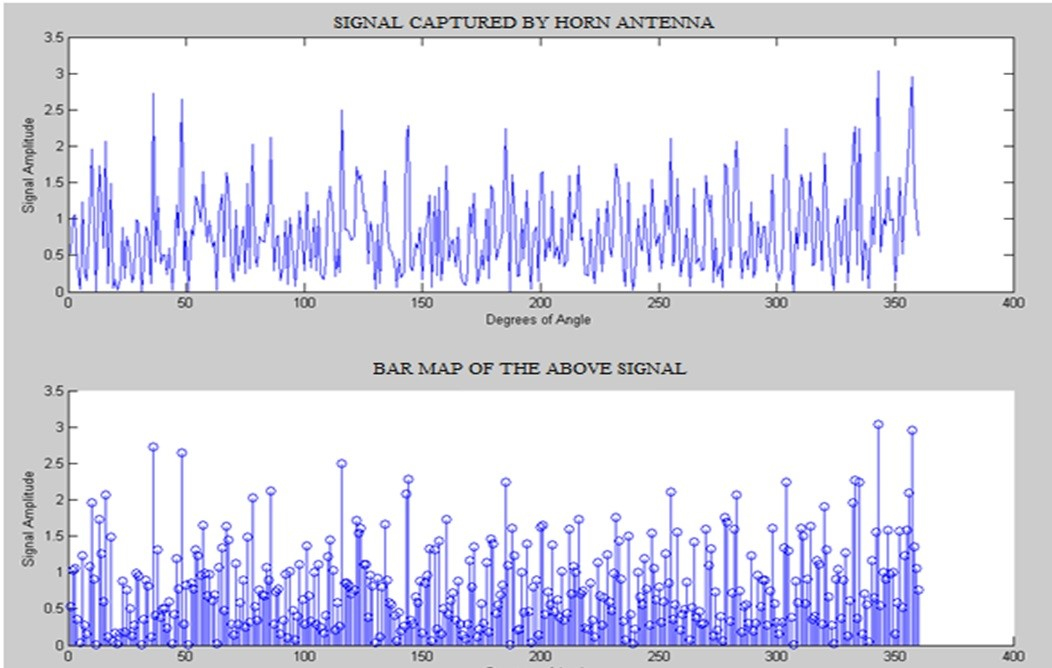 SIGNAL CAPTURED BY HORN ANTENNA
3.5
3
2.5
2
1.5
1
0.5
0
Signal Amplitude
0 50 100 150 200 250 300 350 400
Degrees of Angle
BAR MAP OF THE ABOVE SIGNAL
3.5
3
2.5
2
1.5
1
0.5
0
Signal Amplitude
0 50 100 150 200 250 300 350 400